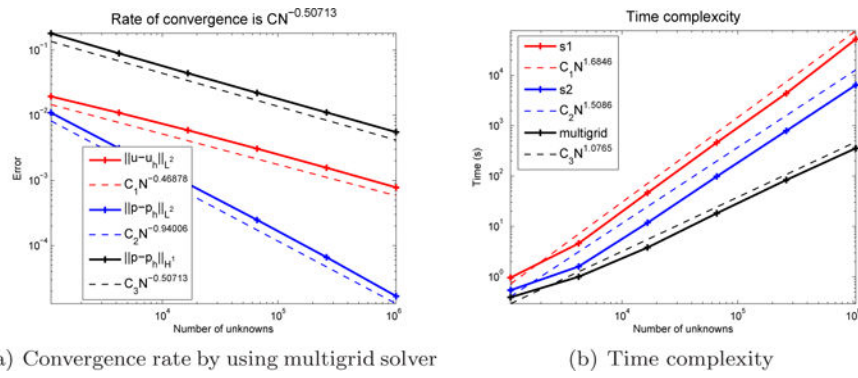 Rate of convergence is CN^−0.50713
Error
10^−1
10^−2
10^−3
10^−4
||u−u_h||_L^2
C_1N^−0.46878
||p−p_h||_L^2
C_2N^−0.94006
||p−p_h||_H^1
C_3N^−0.50713
10^4
10^5
10^6
Number of unknowns
a) Convergence rate by using multigrid solver
Time complexcity
Time (s)
10^4
10^3
10^2
10^1
10^0
s1
C_1N^1.6846
s2
C_2N^1.5086
multigrid
C_3N^1.0765
10^4
10^5
10^6
Number of unknowns
(b) Time complexity